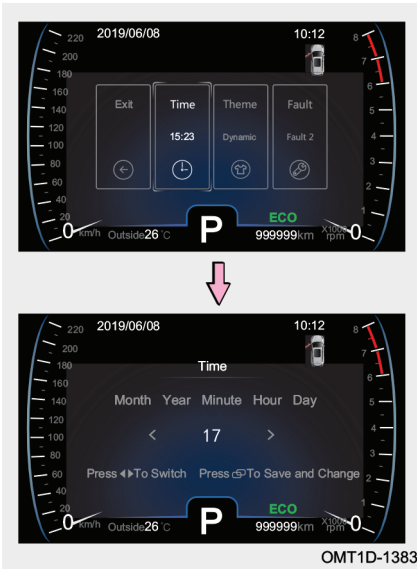 2019/06/08 10:12
220 200 180 160 140 120 100 80 60 40 20 0 km/h
8 7 6 5 4 3 2 1 0 X1000 rpm
Exit Time Theme Fault
15:23 Dynamic Fault 2
ECO
Outside26°C P 999999km
2019/06/08 10:12
220 200 180 160 140 120 100 80 60 40 20 0 km/h
8 7 6 5 4 3 2 1 0 X1000 rpm
Time
Month Year Minute Hour Day
< 17 >
Press ◀▶To Switch Press To Save and Change
ECO
Outside26°C P 999999km
OMT1D-1383